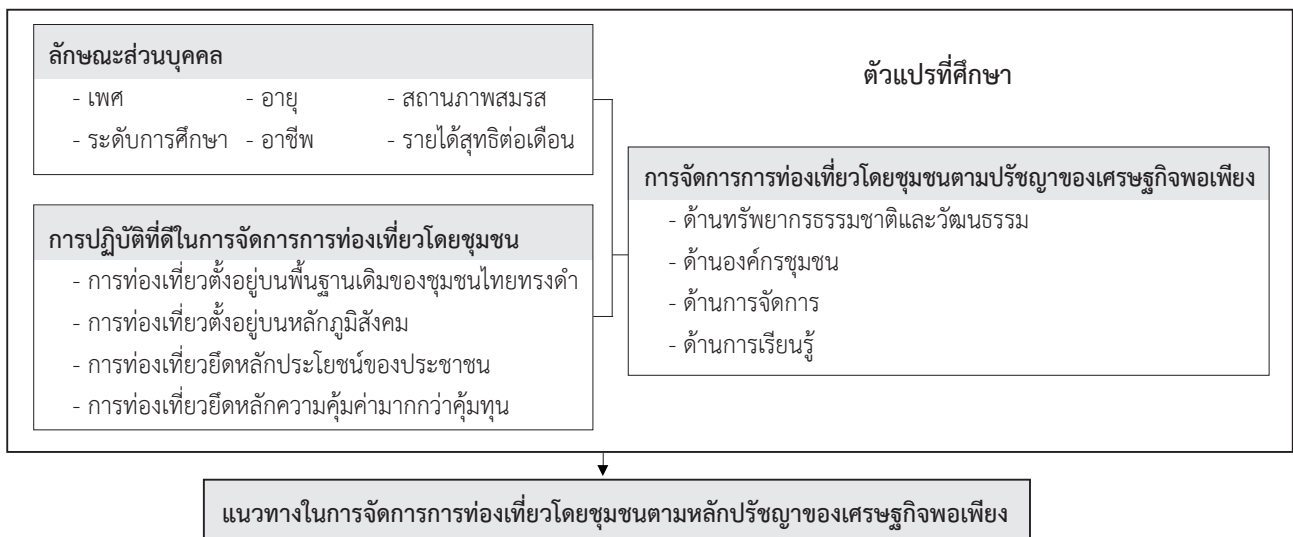 ลักษณะส่วนบุคคล
- เพศ - อายุ - สถานภาพสมรส
- ระดับการศึกษา - อาชีพ - รายได้สุทธิต่อเดือน
การปฏิบัติที่ดีในการจัดการการท่องเที่ยวโดยชุมชน
- การท่องเที่ยวตั้งอยู่บนพื้นฐานเดิมของชุมชนไทยทรงดำ
- การท่องเที่ยวตั้งอยู่บนหลักภูมิสังคม
- การท่องเที่ยวยึดหลักประโยชน์ของประชาชน
- การท่องเที่ยวยึดหลักความคุ้มค่ามากกว่าคุ้มทุน
ตัวแปรที่ศึกษา
การจัดการการท่องเที่ยวโดยชุมชนตามปรัชญาของเศรษฐกิจพอเพียง
- ด้านทรัพยากรธรรมชาติและวัฒนธรรม
- ด้านองค์กรชุมชน
- ด้านการจัดการ
- ด้านการเรียนรู้
แนวทางในการจัดการการท่องเที่ยวโดยชุมชนตามหลักปรัชญาของเศรษฐกิจพอเพียง